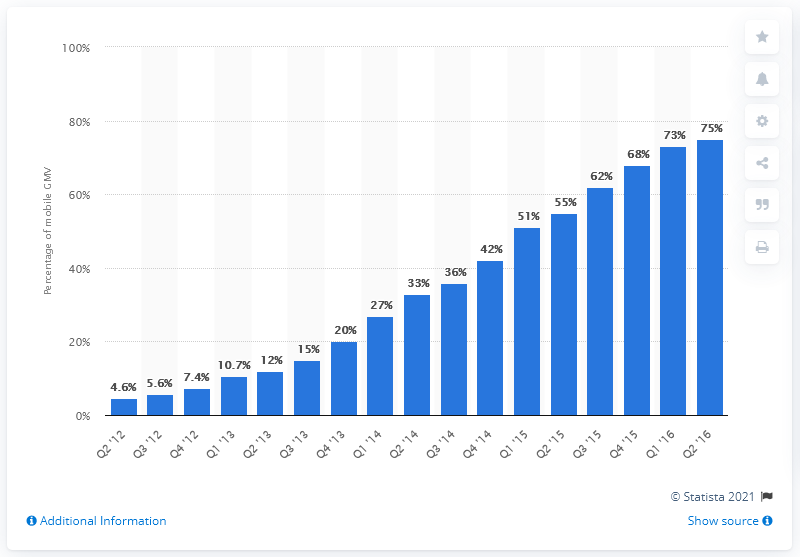 100%
80%
60%
40%
20%
0%
Percentage of mobile GMV
4.6%
5.6%
7.4%
10.7%
12%
15%
20%
27%
33%
36%
42%
51%
55%
62%
68%
73%
75%
Q2 '12
Q3 '12
Q4 '12
Q1 '13
Q2 '13
Q3 '13
Q4 '13
Q1 '14
Q2 '14
Q3 '14
Q4 '14
Q1 '15
Q2 '15
Q3 '15
Q4 '15
Q1 '16
Q2 '16
© Statista 2021
Additional Information
Show source